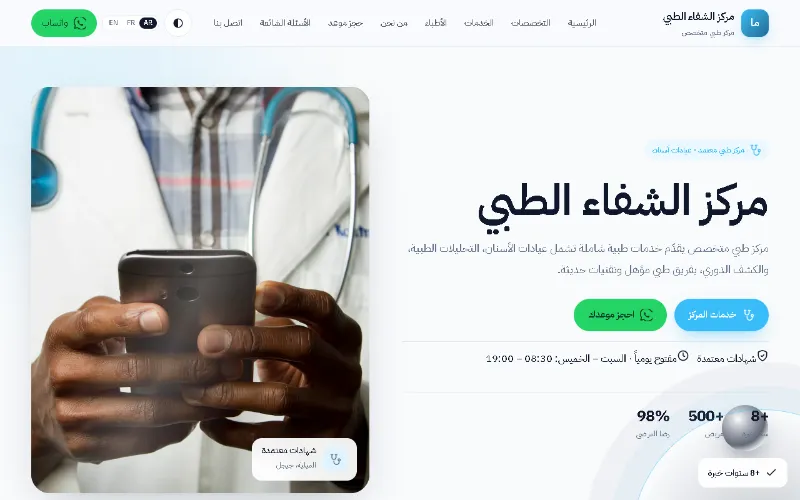 مركز الشفاء الطبي
مركز طبي متخصص
ما
الرئيسية
التخصصات
الخدمات
الأطباء
من نحن
حجز موعد
الأسئلة الشائعة
اتصل بنا
AR
FR
EN
واتساب
مركز طبي معتمد · عيادات أسنان
مركز الشفاء الطبي
مركز طبي متخصص يقدّم خدمات طبية شاملة تشمل عيادات الأسنان، التحليلات الطبية،
والكشف الدوري، بفريق طبي مؤهل وتقنيات حديثة.
خدمات المركز
احجز موعدك
شهادات معتمدة
مفتوح يومياً · السبت – الخميس: 08:30 – 19:00
8+
500+
98%
رضا المرضى
+8 سنوات خبرة
شهادات معتمدة
الميلية، جيجل